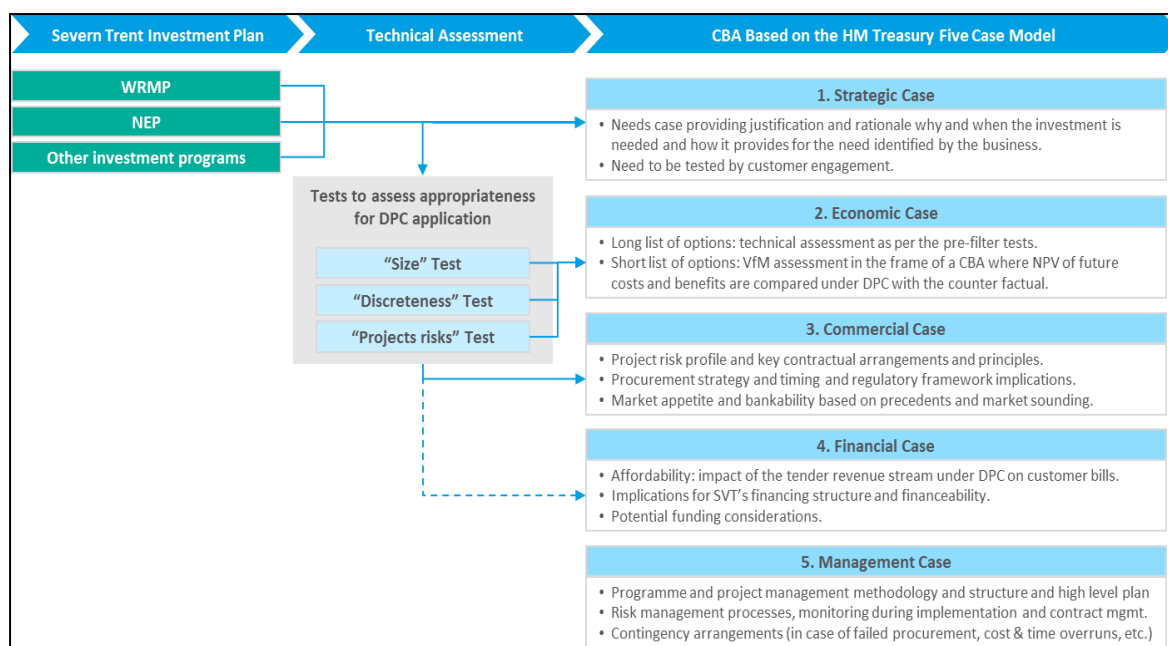 Severn Trent Investment Plan
Technical Assessment
CBA Based on the HM Treasury Five Case Model
WRMP
NEP
Other investment programs
Tests to assess appropriateness
for DPC application
“Size” Test
“Discreteness” Test
“Projects risks” Test
1. Strategic Case
• Needs case providing justification and rationale why and when the investment is
needed and how it provides for the need identified by the business.
• Need to be tested by customer engagement.
2. Economic Case
• Long list of options: technical assessment as per the pre-filter tests.
• Short list of options: VfM assessment in the frame of a CBA where NPV of future
costs and benefits are compared under DPC with the counter factual.
3. Commercial Case
• Project risk profile and key contractual arrangements and principles.
• Procurement strategy and timing and regulatory framework implications.
• Market appetite and bankability based on precedents and market sounding.
4. Financial Case
• Affordability: impact of the tender revenue stream under DPC on customer bills.
• Implications for SVT’s financing structure and financeability.
• Potential funding considerations.
5. Management Case
• Programme and project management methodology and structure and high level plan
• Risk management processes, monitoring during implementation and contract mgmt.
• Contingency arrangements (in case of failed procurement, cost & time overruns, etc.)